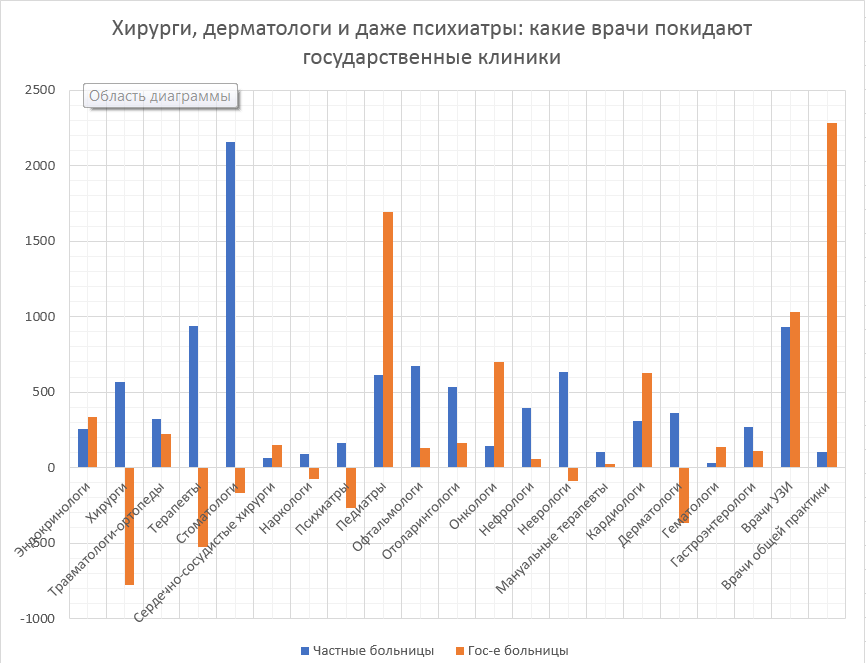 Хирурги, дерматологи и даже психиатры: какие врачи покидают
государственные клиники
Область диаграммы
2500
2000
1500
1000
500
0
-500
-1000
Эндокринологи
Хирурги
Травматологи-ортопеды
Терапевты
Стоматологи
Сердечно-сосудистые хирурги
Наркологи
Психиатры
Педиатры
Офтальмологи
Отоларингологи
Онкологи
Нефрологи
Неврологи
Мануальные терапевты
Кардиологи
Дерматологи
Гематологи
Гастроэнтерологи
Врачи УЗИ
Врачи общей практики
Частные больницы
Гос-е больницы